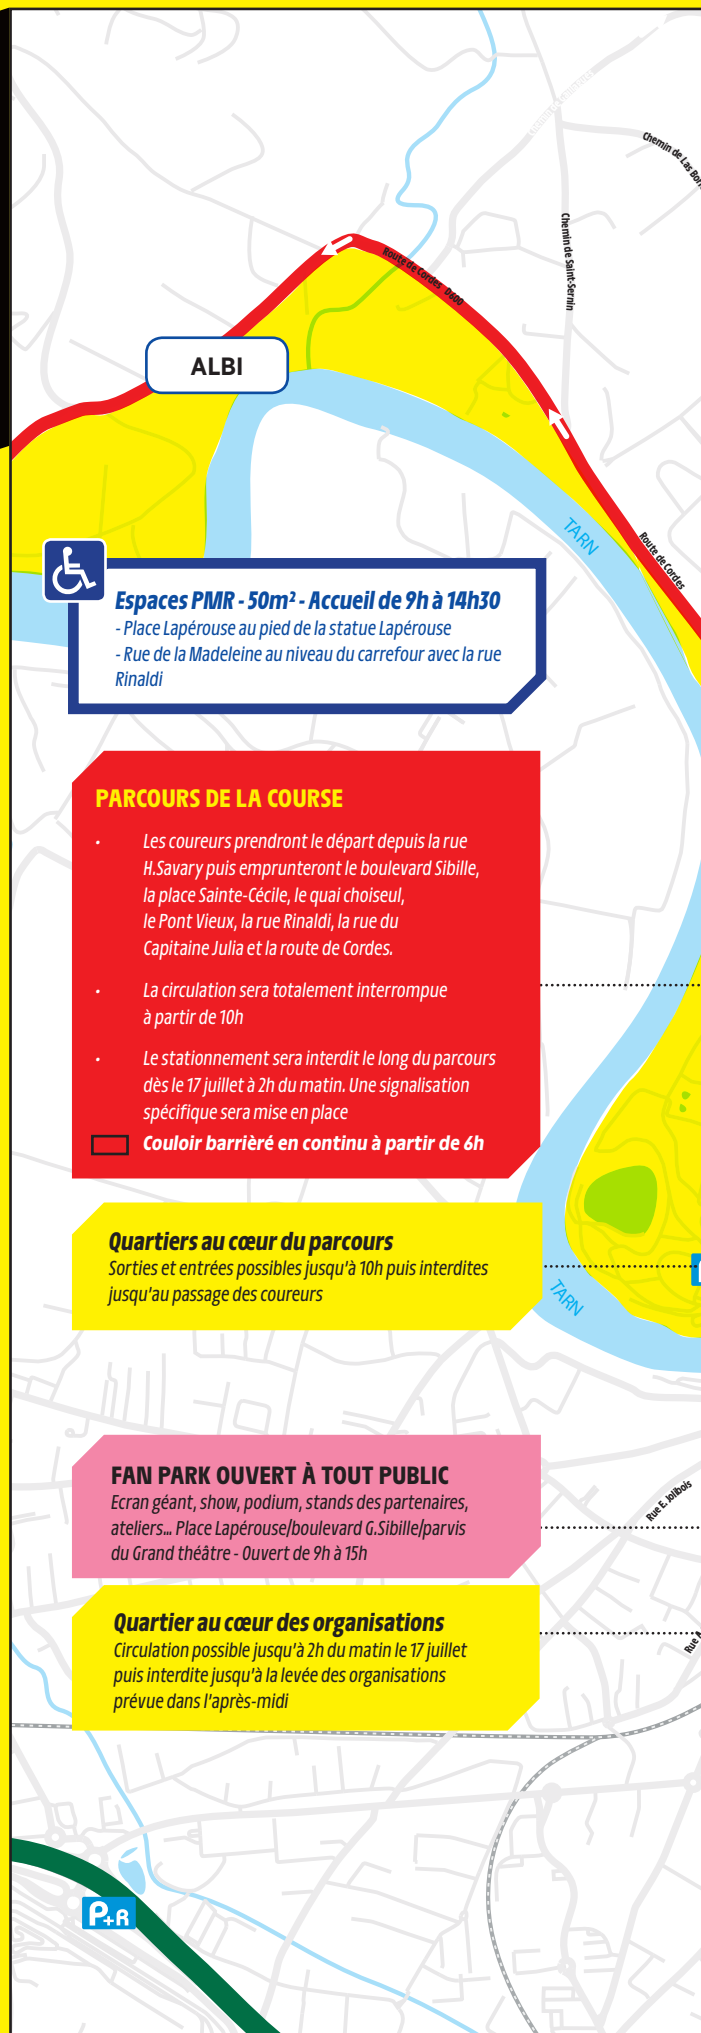 Chemin de Las Bor
Chemin de Saint-Sernin
Route de Cordes D600
ALBI
TARN
Route de Cordes
Espaces PMR - 50m² - Accueil de 9h à 14h30
- Place Lapérouse au pied de la statue Lapérouse
- Rue de la Madeleine au niveau du carrefour avec la rue
Rinaldi
PARCOURS DE LA COURSE
• Les coureurs prendront le départ depuis la rue
H.Savary puis emprunteront le boulevard Sibille,
la place Sainte-Cécile, le quai choiseul,
le Pont Vieux, la rue Rinaldi, la rue du
Capitaine Julia et la route de Cordes.
• La circulation sera totalement interrompue
à partir de 10h
• Le stationnement sera interdit le long du parcours
dès le 17 juillet à 2h du matin. Une signalisation
spécifique sera mise en place
Couloir barrièré en continu à partir de 6h
Quartiers au cœur du parcours
Sorties et entrées possibles jusqu'à 10h puis interdites
jusqu'au passage des coureurs
TARN
FAN PARK OUVERT À TOUT PUBLIC
Ecran géant, show, podium, stands des partenaires,
ateliers... Place Lapérouse/boulevard G.Sibille/parvis
du Grand théâtre - Ouvert de 9h à 15h
Rue E. Jolibois
Quartier au cœur des organisations
Circulation possible jusqu'à 2h du matin le 17 juillet
puis interdite jusqu'à la levée des organisations
prévue dans l'après-midi
Rue
P+R